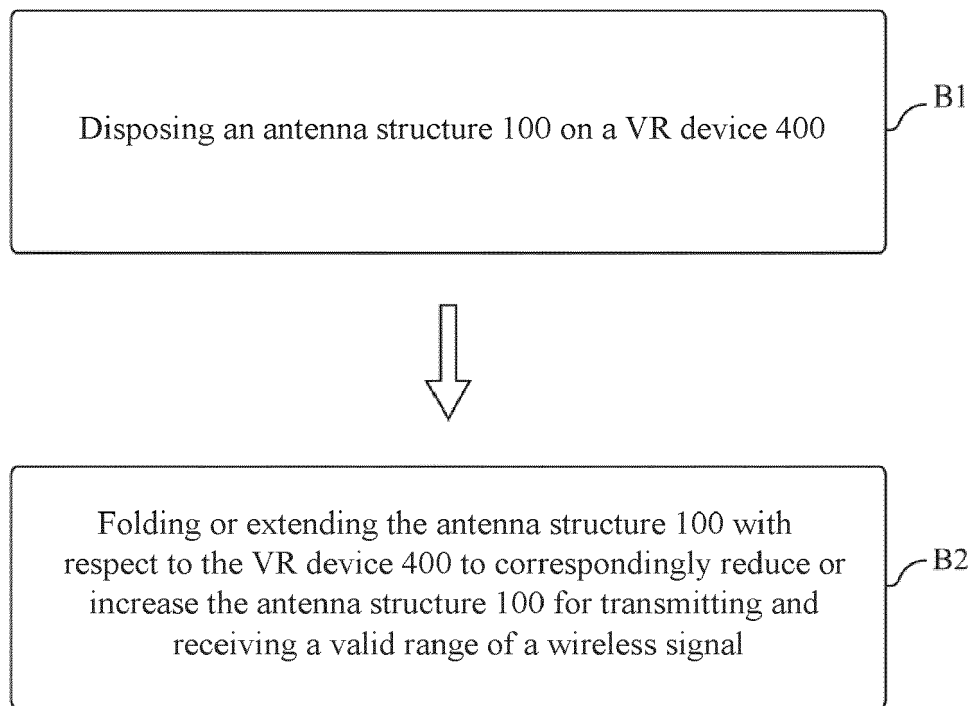 Disposing an antenna structure 100 on a VR device 400
B1
Folding or extending the antenna structure 100 with
respect to the VR device 400 to correspondingly reduce or
increase the antenna structure 100 for transmitting and
receiving a valid range of a wireless signal
B2